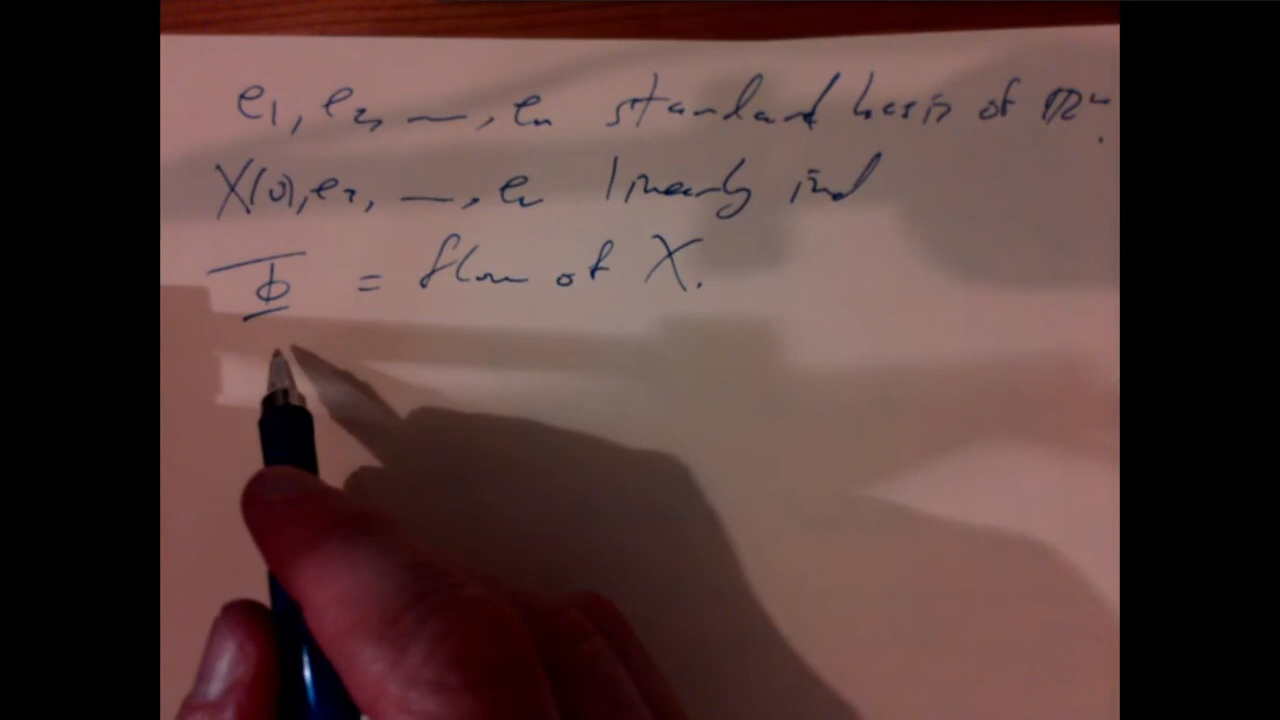 e₁, e₂, —, eₙ standard basis of ℝⁿ.
X(0), e₂, —, eₙ linearly ind
Φ = flow of X.